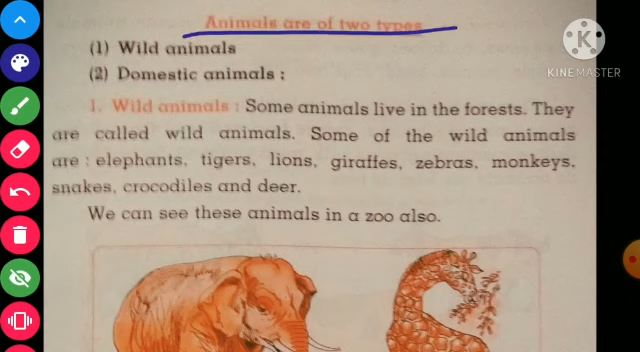 Animals are of two types
(1) Wild animals
(2) Domestic animals :
1. Wild animals : Some animals live in the forests. They
are called wild animals. Some of the wild animals
are : elephants, tigers, lions, giraffes, zebras, monkeys,
snakes, crocodiles and deer.
We can see these animals in a zoo also.
K
KINEMASTER